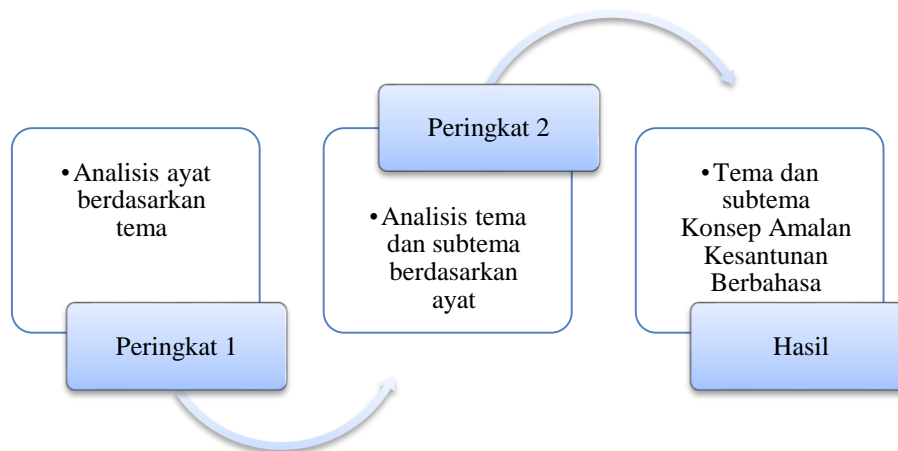 •Analisis ayat
berdasarkan
tema
Peringkat 1
Peringkat 2
•Analisis tema
dan subtema
berdasarkan
ayat
•Tema dan
subtema
Konsep Amalan
Kesantunan
Berbahasa
Hasil